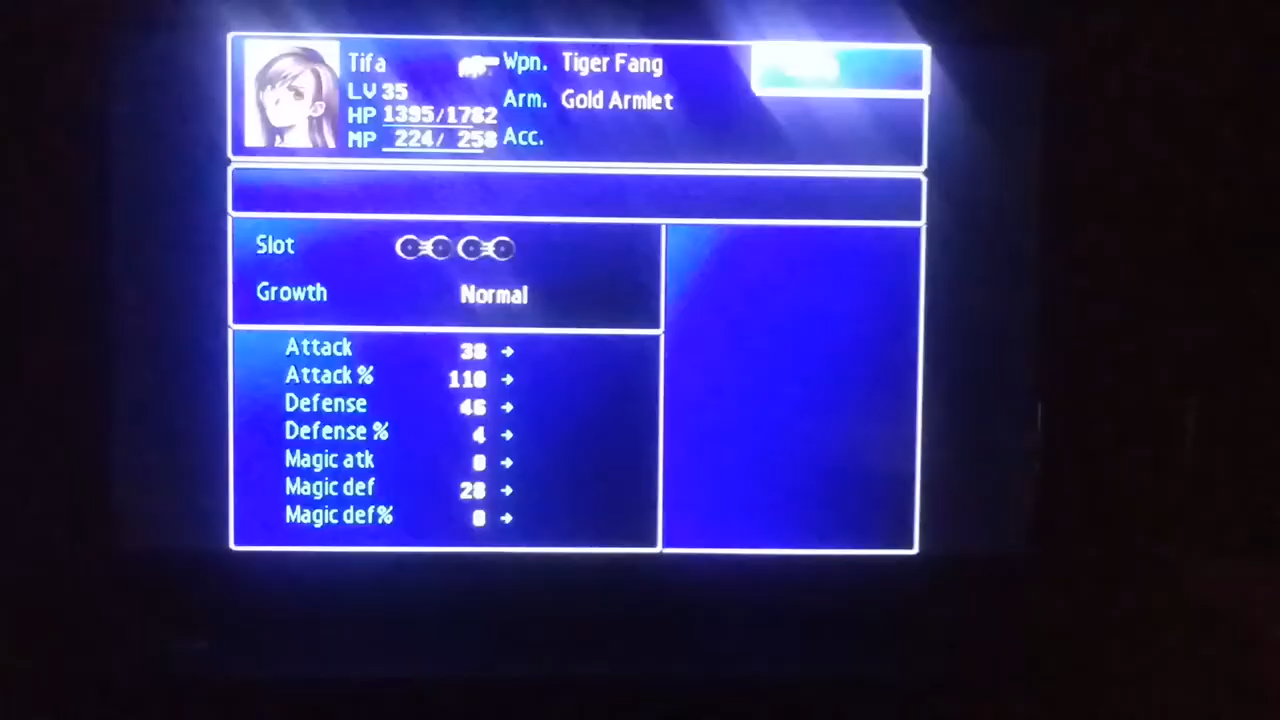 Tifa
LV 35
HP 1395/1782
MP 224/ 258
Wpn. Tiger Fang
Arm. Gold Armlet
Acc.
Slot
Growth Normal
Attack 38 →
Attack % 110 →
Defense 46 →
Defense % 4 →
Magic atk 0 →
Magic def 28 →
Magic def% 0 →